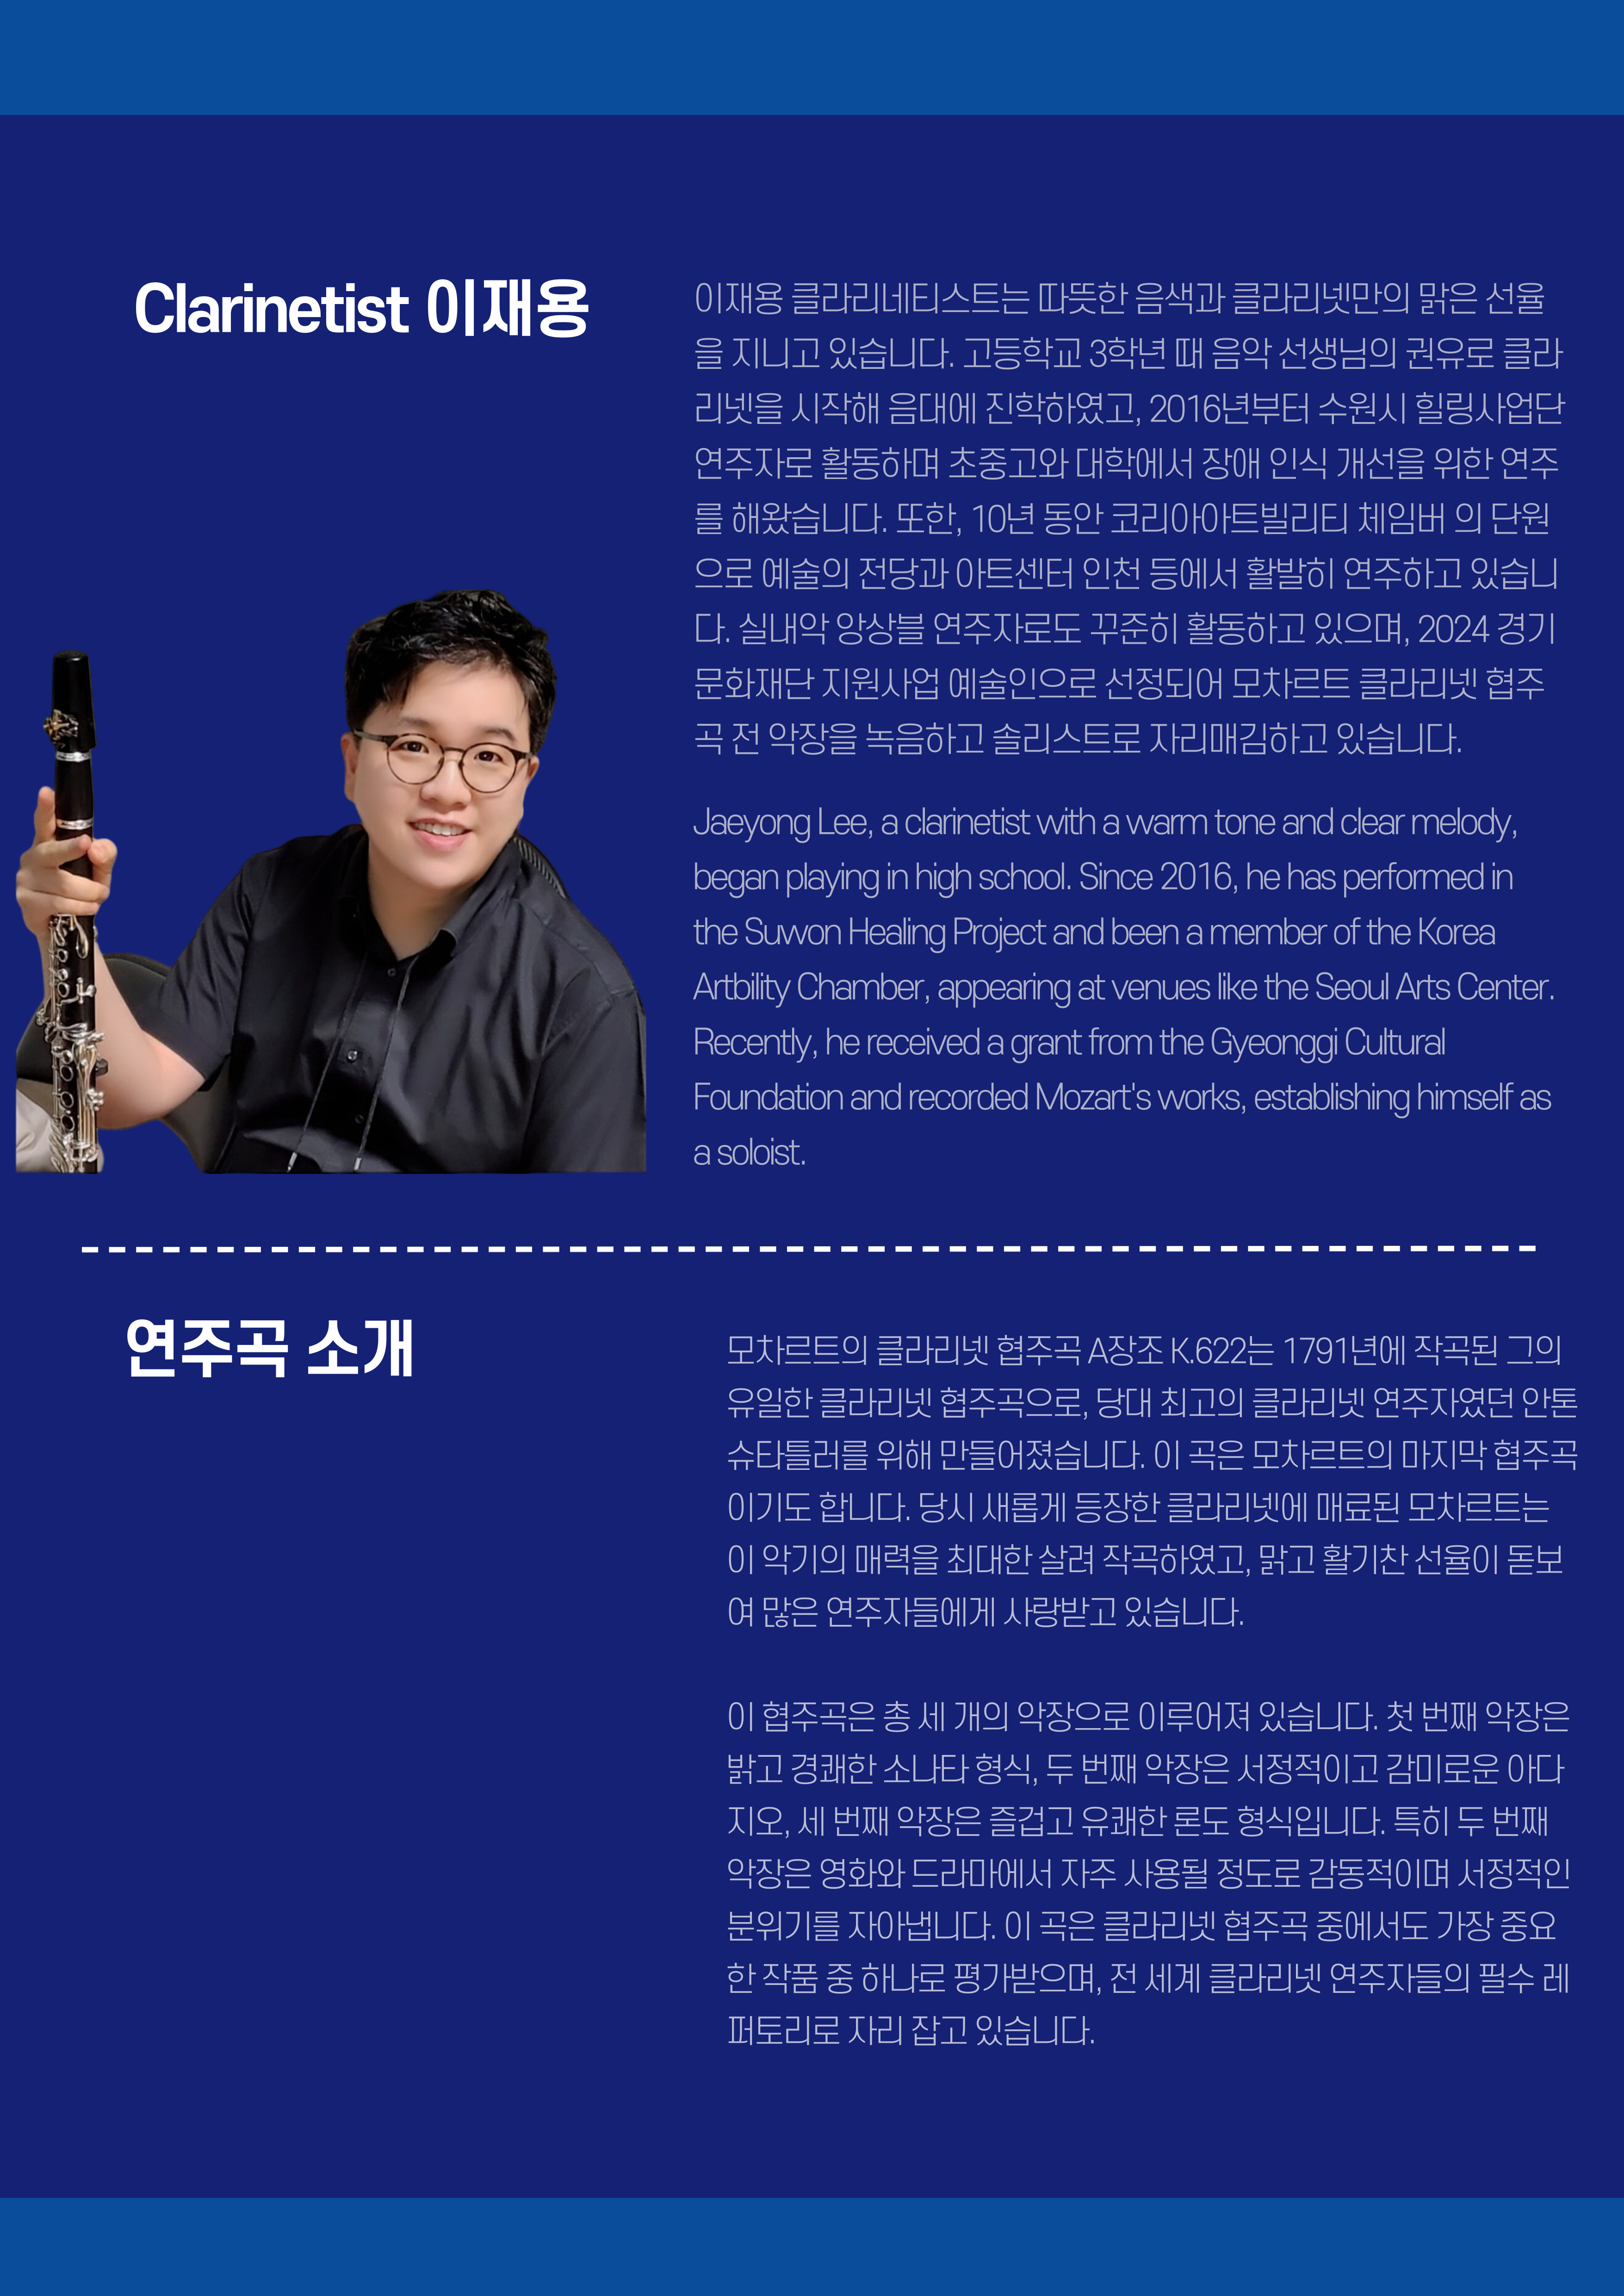 Clarinetist 이재용
이재용 클라리네티스트는 따뜻한 음색과 클라리넷만의 맑은 선율
을 지니고 있습니다. 고등학교 3학년 때 음악 선생님의 권유로 클라
리넷을 시작해 음대에 진학하였고, 2016년부터 수원시 힐링사업단
연주자로 활동하며 초중고와 대학에서 장애 인식 개선을 위한 연주
를 해왔습니다. 또한, 10년 동안 코리아아트빌리티 체임버 의 단원
으로 예술의 전당과 아트센터 인천 등에서 활발히 연주하고 있습니
다. 실내악 앙상블 연주자로도 꾸준히 활동하고 있으며, 2024 경기
문화재단 지원사업 예술인으로 선정되어 모차르트 클라리넷 협주
곡 전 악장을 녹음하고 솔리스트로 자리매김하고 있습니다.
Jaeyong Lee, a clarinetist with a warm tone and clear melody,
began playing in high school. Since 2016, he has performed in
the Suwon Healing Project and been a member of the Korea
Artbility Chamber, appearing at venues like the Seoul Arts Center.
Recently, he received a grant from the Gyeonggi Cultural
Foundation and recorded Mozart's works, establishing himself as
a soloist.
연주곡 소개
모차르트의 클라리넷 협주곡 A장조 K.622는 1791년에 작곡된 그의
유일한 클라리넷 협주곡으로, 당대 최고의 클라리넷 연주자였던 안톤
슈타틀러를 위해 만들어졌습니다. 이 곡은 모차르트의 마지막 협주곡
이기도 합니다. 당시 새롭게 등장한 클라리넷에 매료된 모차르트는
이 악기의 매력을 최대한 살려 작곡하였고, 맑고 활기찬 선율이 돋보
여 많은 연주자들에게 사랑받고 있습니다.
이 협주곡은 총 세 개의 악장으로 이루어져 있습니다. 첫 번째 악장은
밝고 경쾌한 소나타 형식, 두 번째 악장은 서정적이고 감미로운 아다
지오, 세 번째 악장은 즐겁고 유쾌한 론도 형식입니다. 특히 두 번째
악장은 영화와 드라마에서 자주 사용될 정도로 감동적이며 서정적인
분위기를 자아냅니다. 이 곡은 클라리넷 협주곡 중에서도 가장 중요
한 작품 중 하나로 평가받으며, 전 세계 클라리넷 연주자들의 필수 레
퍼토리로 자리 잡고 있습니다.